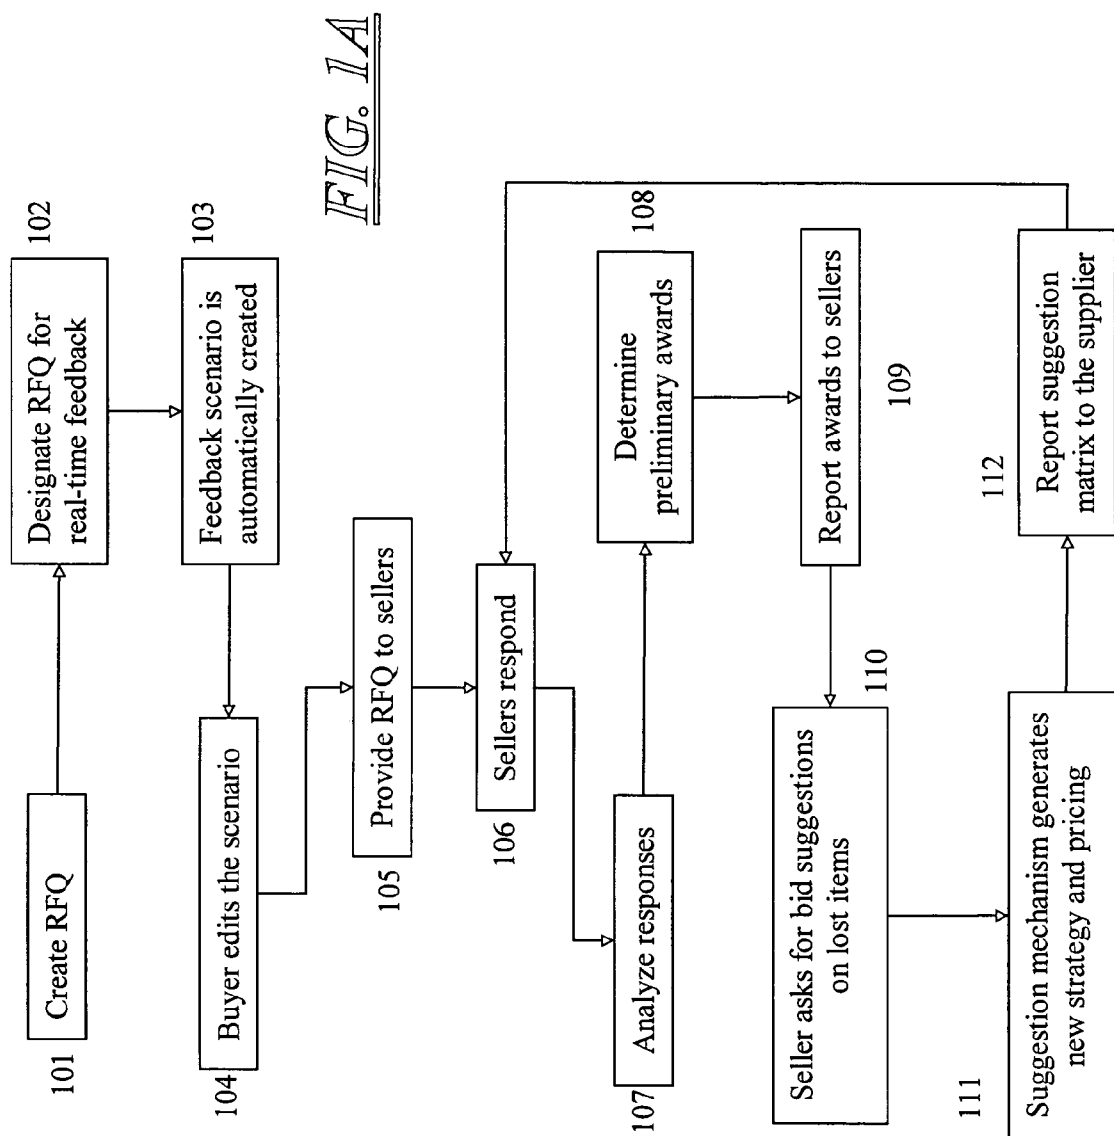 FIG. 1A
101
Create RFQ
102
Designate RFQ for
real-time feedback
103
Feedback scenario is
automatically created
104
Buyer edits the scenario
105
Provide RFQ to sellers
106
Sellers respond
107
Analyze responses
108
Determine
preliminary awards
109
Report awards to sellers
110
Seller asks for bid suggestions
on lost items
111
Suggestion mechanism generates
new strategy and pricing
112
Report suggestion
matrix to the supplier